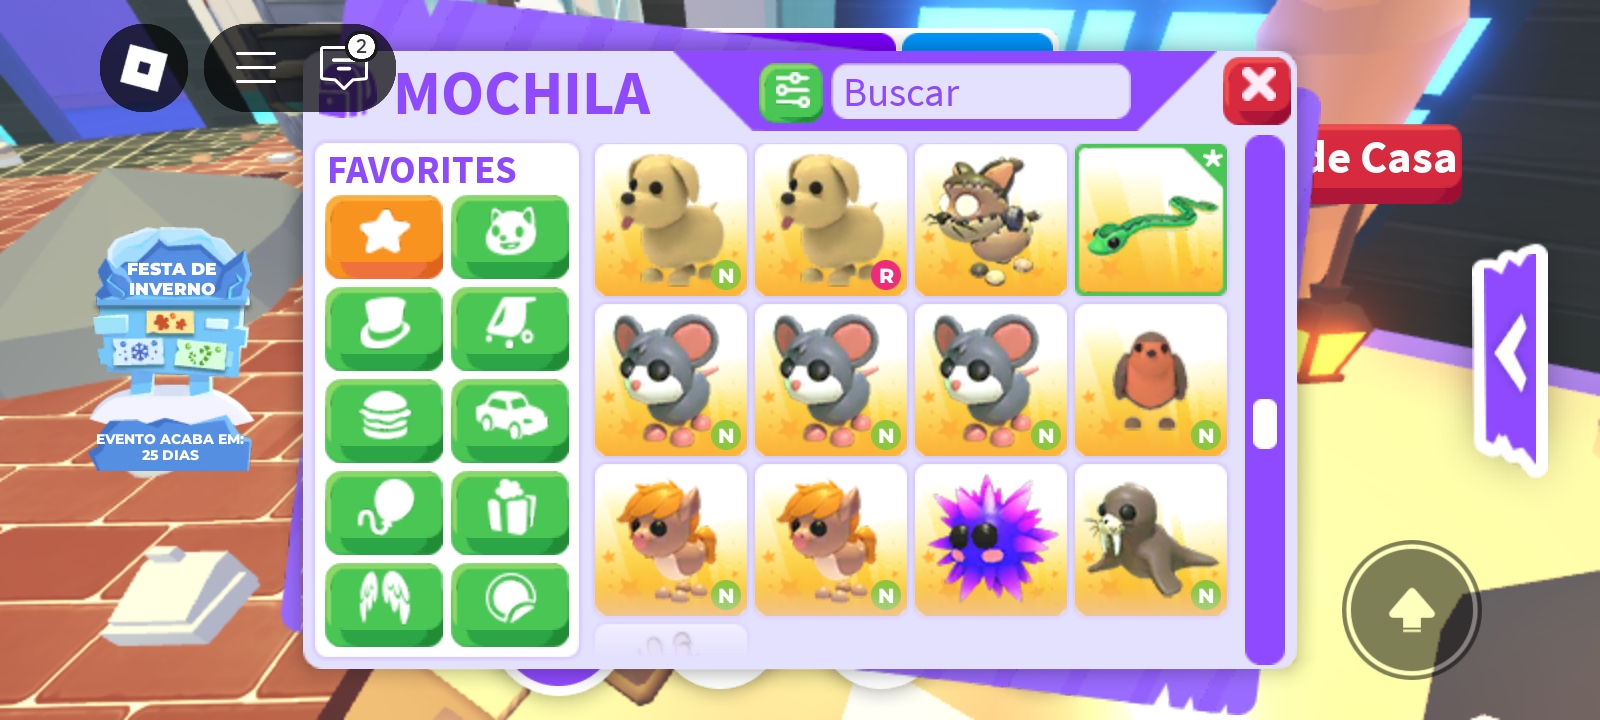 2
MOCHILA
Buscar
de Casa
FAVORITES
N
R
N
N
N
N
N
N
N
FESTA DE
INVERNO
EVENTO ACABA EM:
25 DIAS